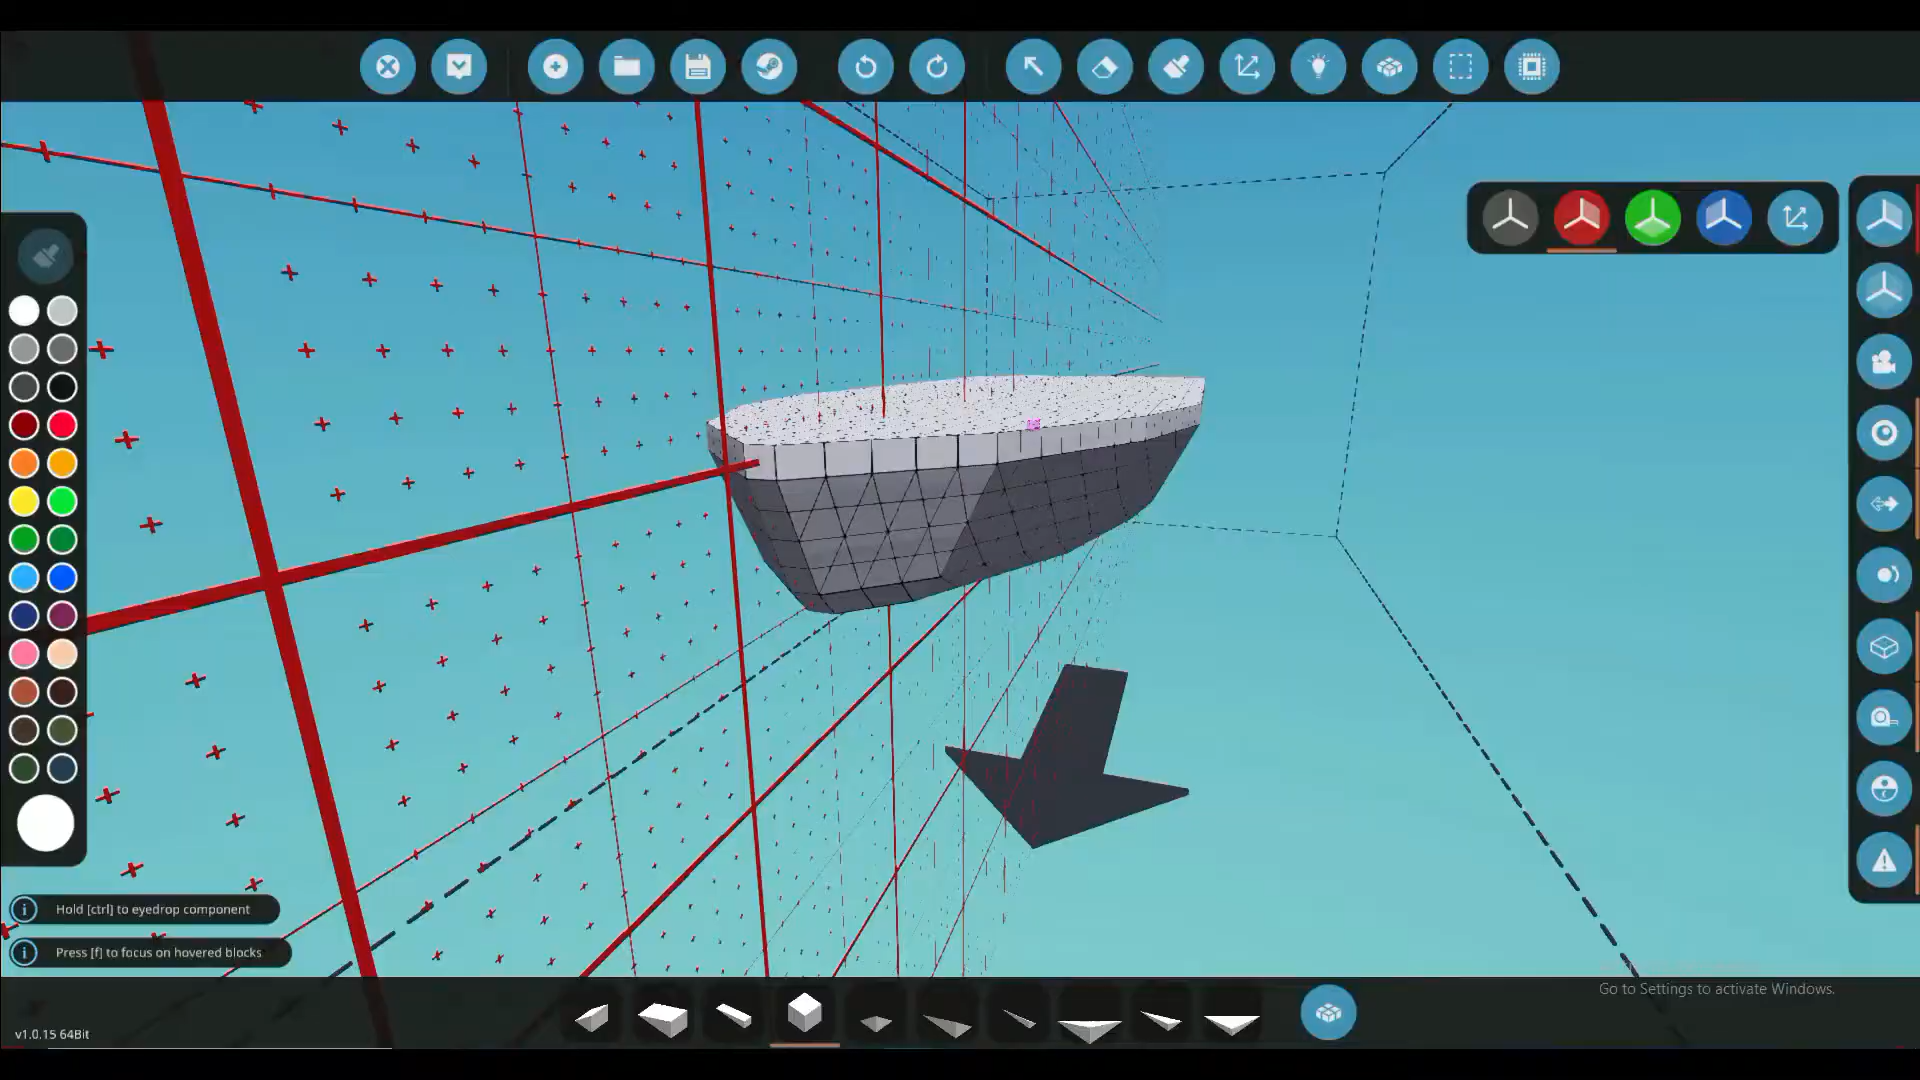 Hold [ctrl] to eyedrop component
Press [f] to focus on hovered blocks
Go to Settings to activate Windows.
v1.0.15 64Bit